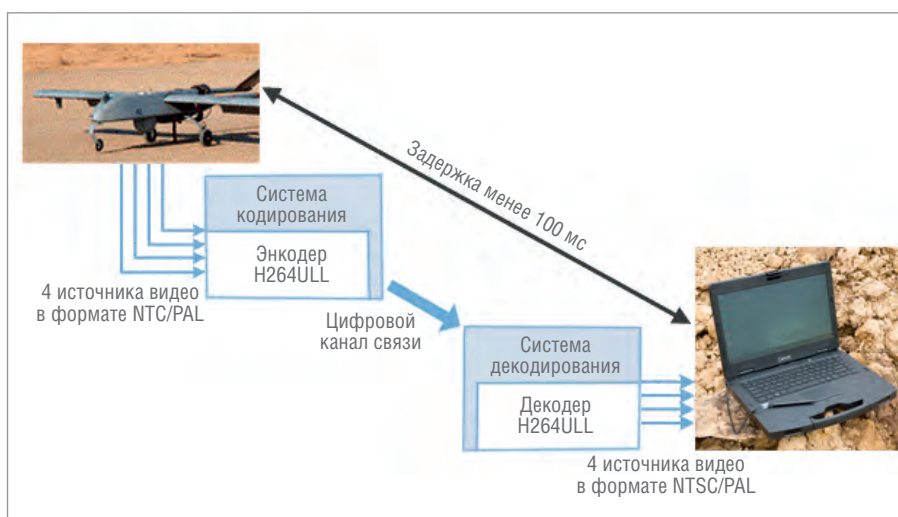 Задержка менее 100 мс
Система
кодирования
Энкодер
H264ULL
4 источника видео
в формате NTC/PAL
Цифровой
канал связи
Система
декодирования
Декодер
H264ULL
4 источника видео
в формате NTSC/PAL